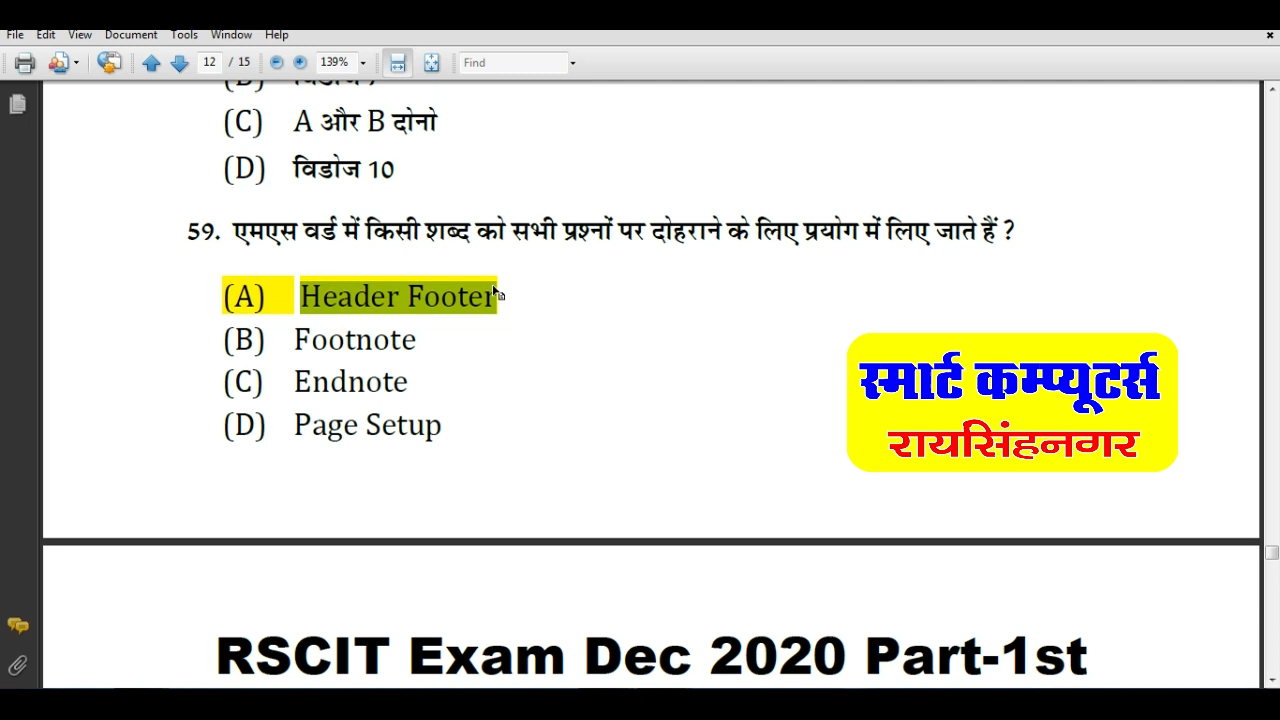 File Edit View Document Tools Window Help
12 / 15 139% Find
(C) A और B दोनो
(D) विडोज 10
59. एमएस वर्ड में किसी शब्द को सभी प्रश्नों पर दोहराने के लिए प्रयोग में लिए जाते हैं ?
(A) Header Footer
(B) Footnote
(C) Endnote
(D) Page Setup
स्मार्ट कम्प्यूटर्स
रायसिंहनगर
RSCIT Exam Dec 2020 Part-1st